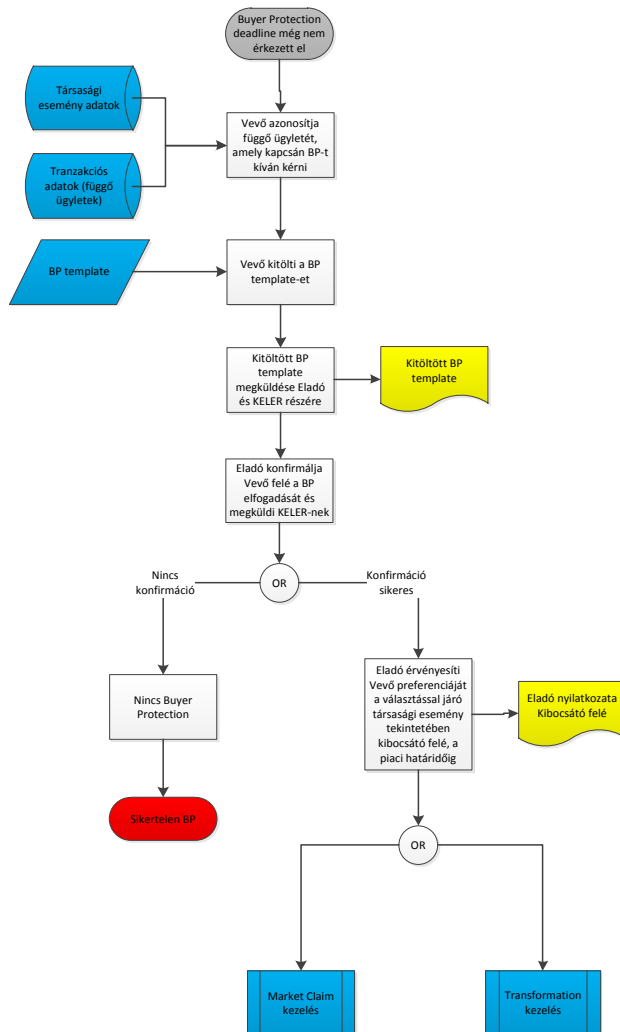 Buyer Protection
deadline még nem
érkezett el
Társasági
esemény adatok
Vevő azonosítja
függő ügyletét,
amely kapcsán BP-t
kíván kérni
Tranzakciós
adatok (függő
ügyletek)
BP template
Vevő kitölti a BP
template-et
Kitöltött BP
template
megküldése Eladó
és KELER részére
Kitöltött BP
template
Eladó konfirmálja
Vevő felé a BP
elfogadását és
megküldi KELER-nek
Nincs
konfirmáció
OR
Konfirmáció
sikeres
Nincs Buyer
Protection
Eladó érvényesíti
Vevő preferenciáját
a választással járó
társasági esemény
tekintetében
kibocsátó felé, a
piaci határidőig
Eladó nyilatkozata
Kibocsátó felé
Sikertelen BP
OR
Market Claim
kezelés
Transformation
kezelés